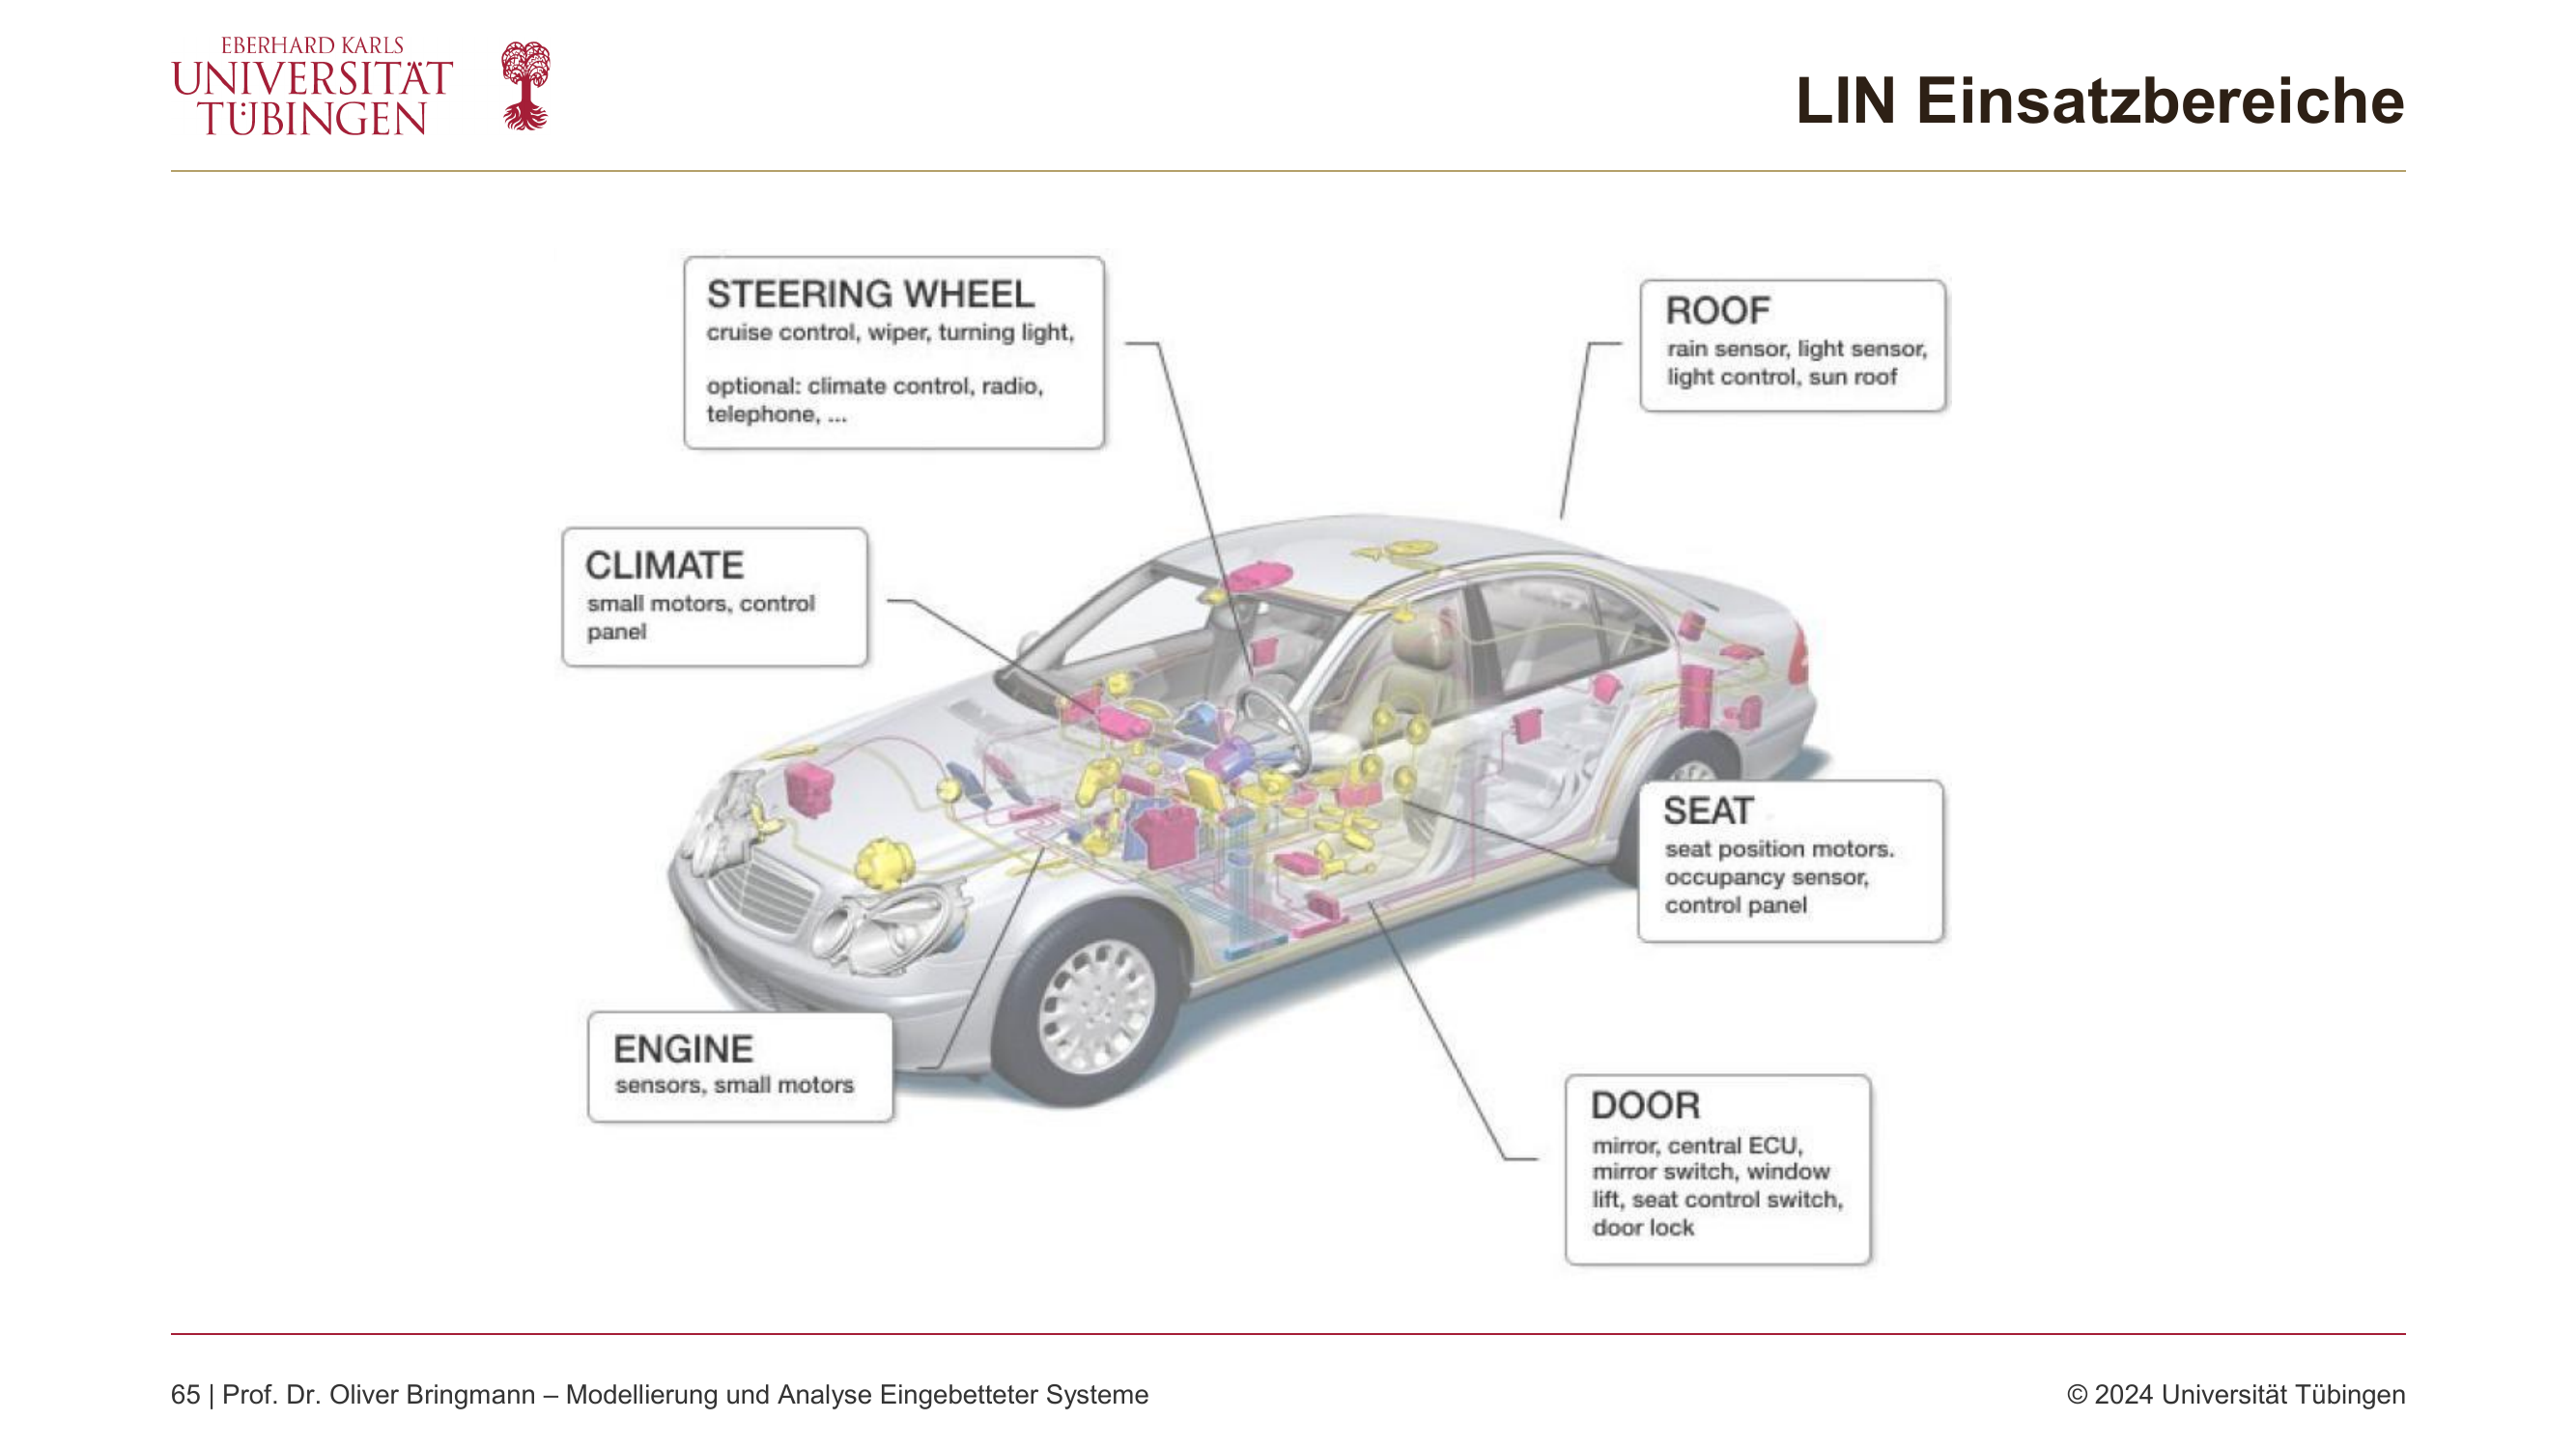 EBERHARD KARLS
UNIVERSITÄT
TÜBINGEN
LIN Einsatzbereiche
STEERING WHEEL
cruise control, wiper, turning light,
optional: climate control, radio,
telephone, ...
ROOF
rain sensor, light sensor,
light control, sun roof
CLIMATE
small motors, control
panel
SEAT
seat position motors.
occupancy sensor,
control panel
ENGINE
sensors, small motors
DOOR
mirror, central ECU,
mirror switch, window
lift, seat control switch,
door lock
65 | Prof. Dr. Oliver Bringmann – Modellierung und Analyse Eingebetteter Systeme
© 2024 Universität Tübingen